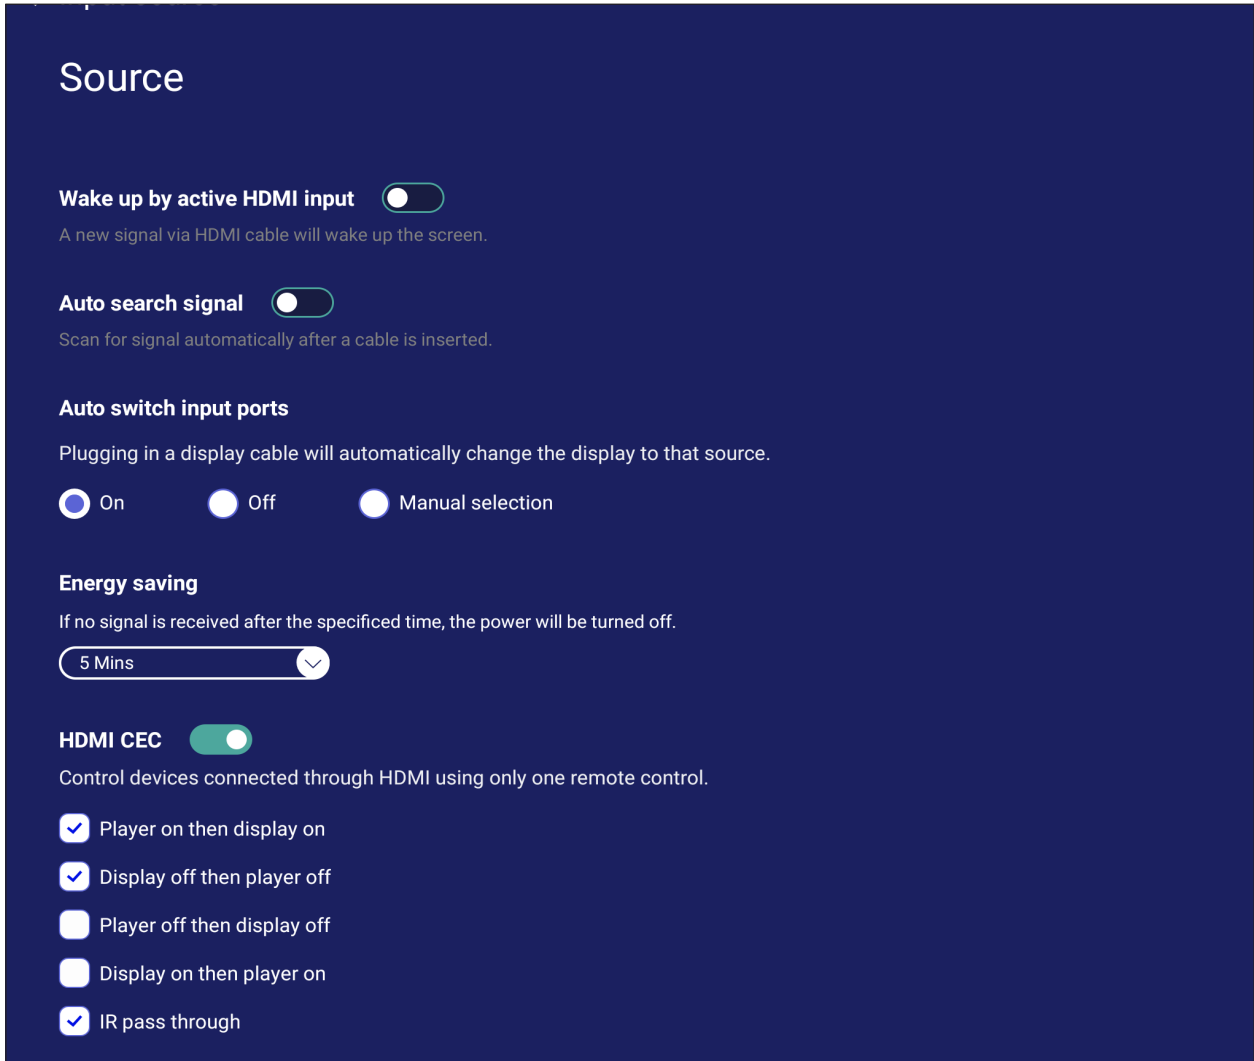 Source
Wake up by active HDMI input
A new signal via HDMI cable will wake up the screen.
Auto search signal
Scan for signal automatically after a cable is inserted.
Auto switch input ports
Plugging in a display cable will automatically change the display to that source.
On Off Manual selection
Energy saving
If no signal is received after the specificed time, the power will be turned off.
5 Mins
HDMI CEC
Control devices connected through HDMI using only one remote control.
Player on then display on
Display off then player off
Player off then display off
Display on then player on
IR pass through